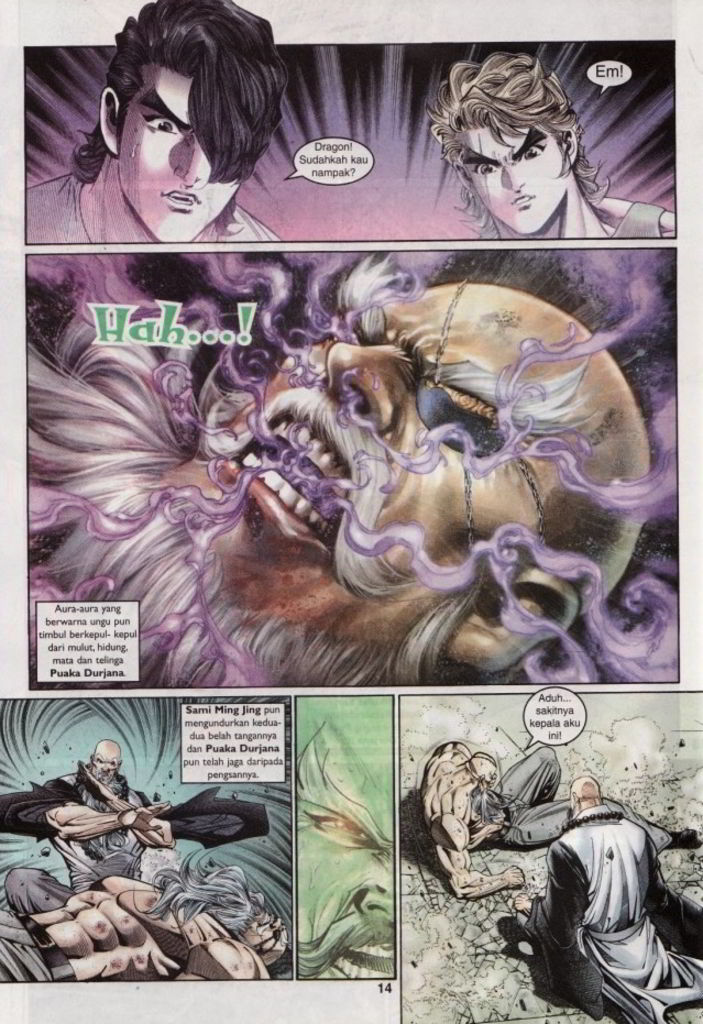 Dragon!
Sudahkah kau
nampak?
Em!
Hah...!
Aura-aura yang
berwarna ungu pun
timbul berkepul- kepul
dari mulut, hidung,
mata dan telinga
Puaka Durjana.
Sami Ming Jing pun
mengundurkan kedua-
dua belah tangannya
dan Puaka Durjana
pun telah jaga daripada
pengsannya.
Aduh...
sakitnya
kepala aku
ini!
14